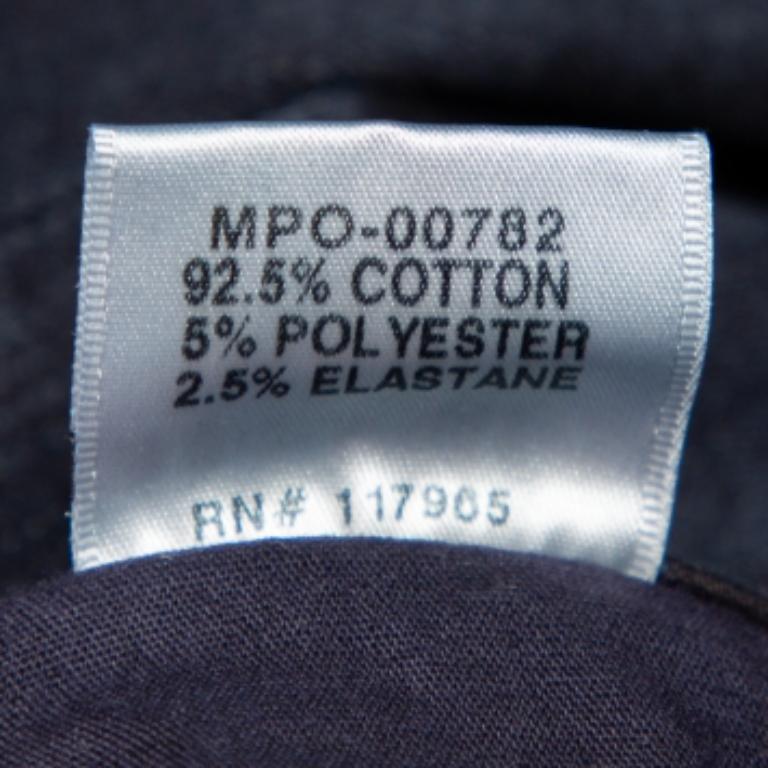 MPO-00782
92.5% COTTON
5% POLYESTER
2.5% ELASTANE
RN# 117965